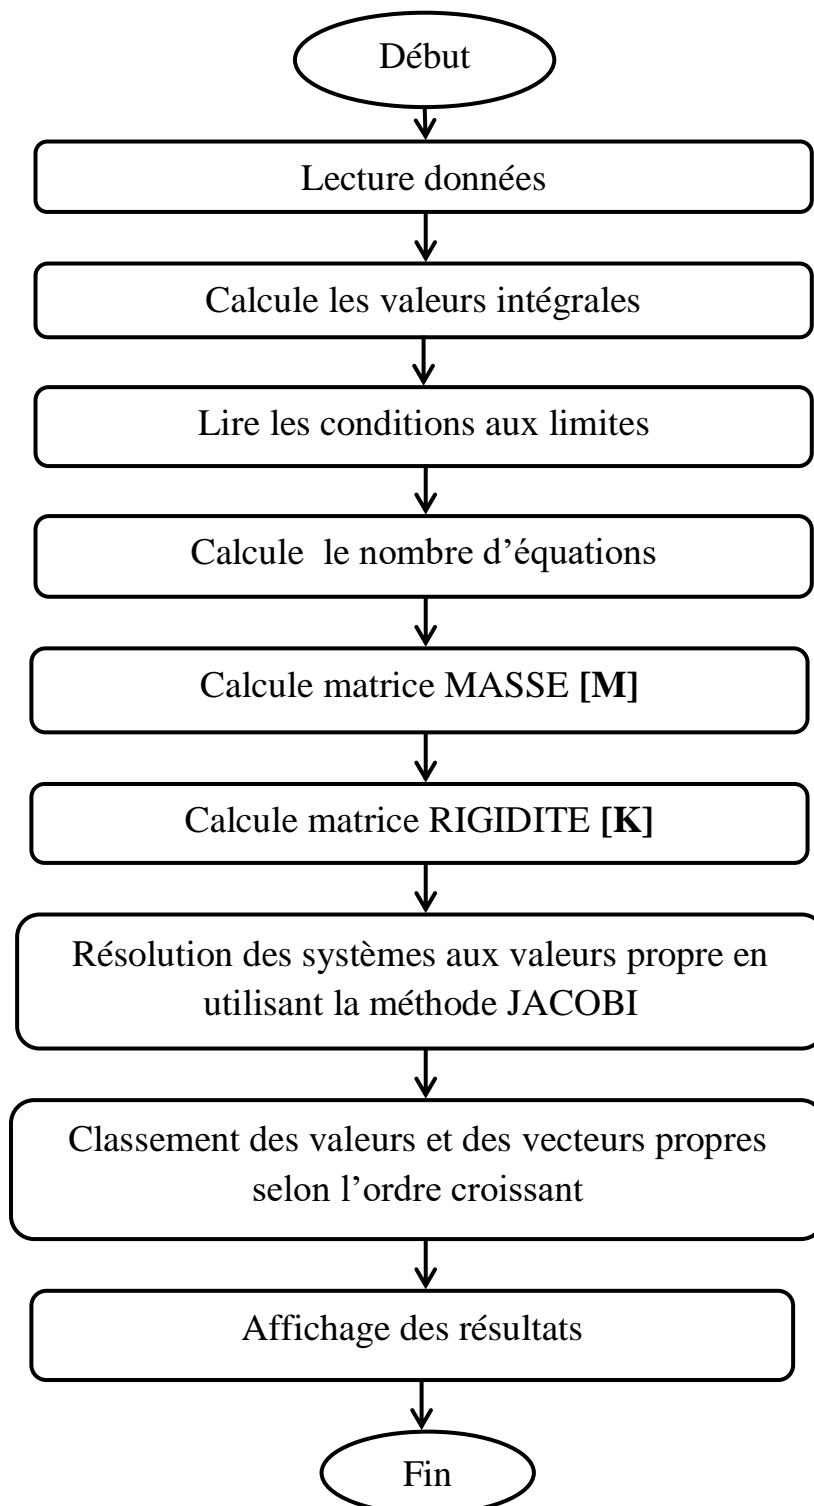 Début
Lecture données
Calcule les valeurs intégrales
Lire les conditions aux limites
Calcule le nombre d’équations
Calcule matrice MASSE [M]
Calcule matrice RIGIDITE [K]
Résolution des systèmes aux valeurs propre en
utilisant la méthode JACOBI
Classement des valeurs et des vecteurs propres
selon l’ordre croissant
Affichage des résultats
Fin